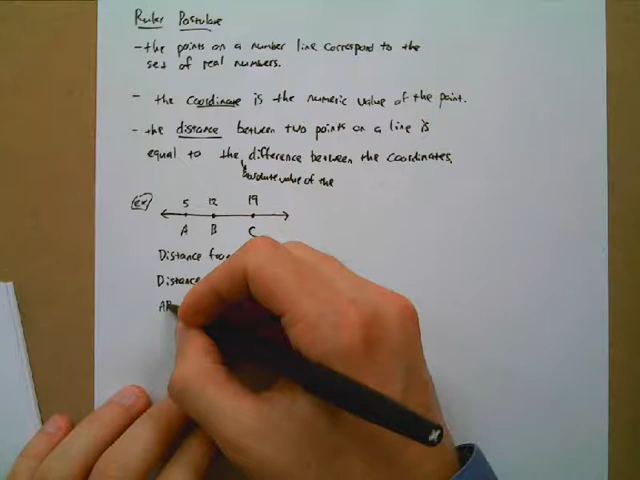 Ruler Postulate
- the points on a number line correspond to the
set of real numbers.
- the coordinate is the numeric value of the point.
- the distance between two points on a line is
equal to the difference between the coordinates.
absolute value of the
ex) 5 12 19
A B C
Distance from
Distance
AB